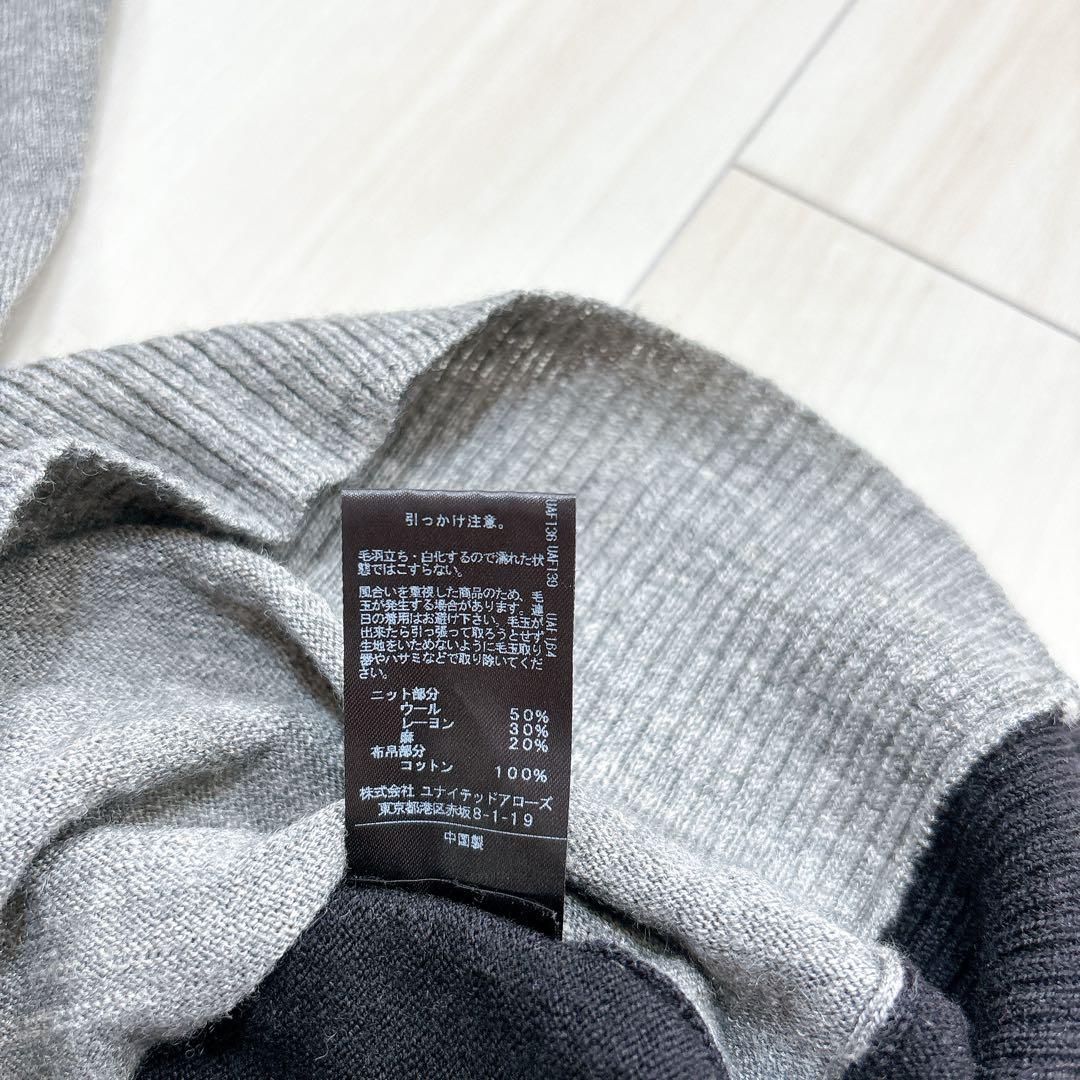 引っかけ注意。
毛羽立ち・白化するので濡れた状
態ではこすらない。
風合いを重視した商品のため、毛
玉が発生する場合があります。連
日の着用はお避け下さい。毛玉が
出来たら引っ張って取ろうとせず
生地をいためないように毛玉取り
器やハサミなどで取り除いてくだ
さい。
ニット部分
ウール 50%
レーヨン 30%
麻 20%
布帛部分
コットン 100%
株式会社 ユナイテッドアローズ
東京都港区赤坂8-1-19
中国製
UAF136 UAF139 UAF164